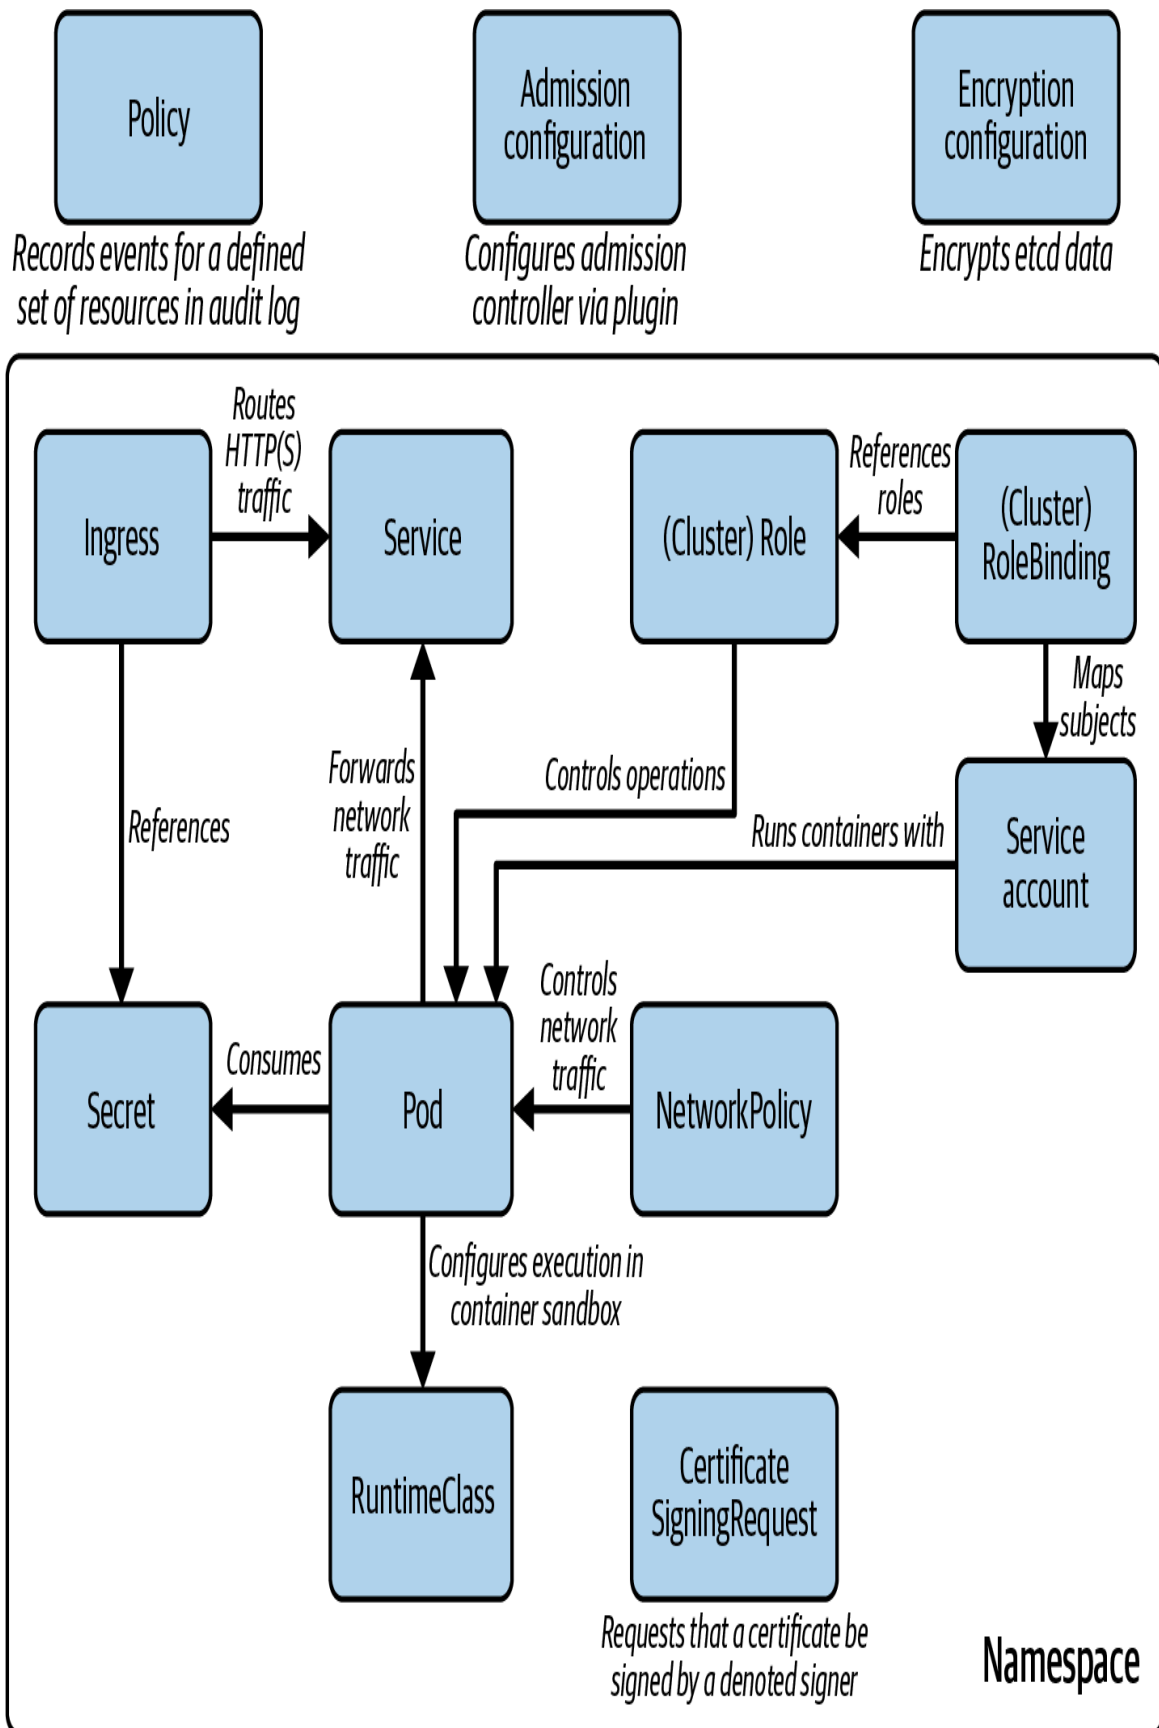 Policy
Records events for a defined
set of resources in audit log
Admission
configuration
Configures admission
controller via plugin
Encryption
configuration
Encrypts etcd data
Ingress
Routes
HTTP(S)
traffic
Service
(Cluster) Role
References
roles
(Cluster)
RoleBinding
Maps
subjects
References
Forwards
network
traffic
Controls operations
Runs containers with
Service
account
Secret
Consumes
Pod
Controls
network
traffic
NetworkPolicy
Configures execution in
container sandbox
RuntimeClass
Certificate
SigningRequest
Requests that a certificate be
signed by a denoted signer
Namespace